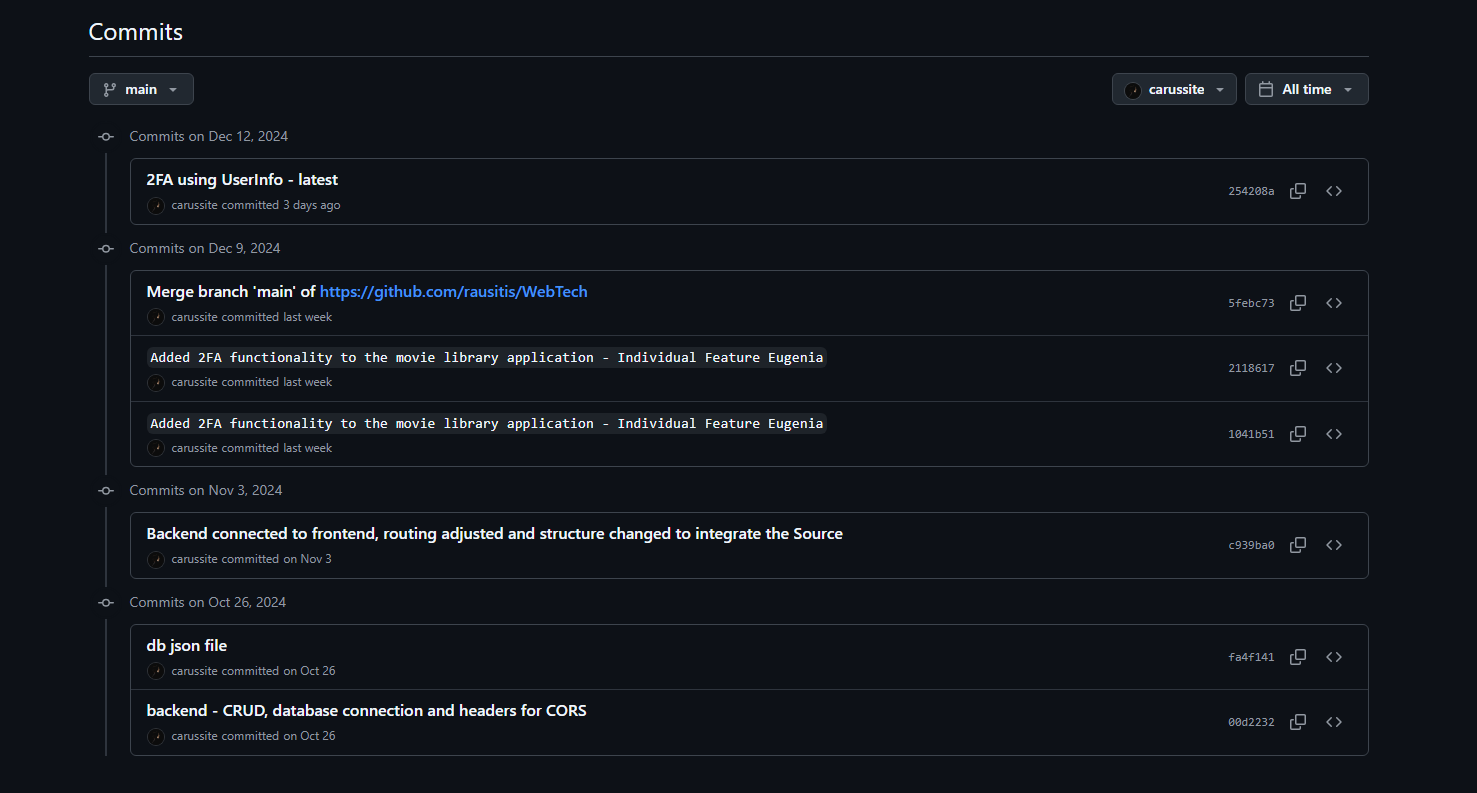 Commits
main
carussite
All time
Commits on Dec 12, 2024
2FA using UserInfo - latest
carussite committed 3 days ago
254208a
Commits on Dec 9, 2024
Merge branch 'main' of https://github.com/rausitis/WebTech
carussite committed last week
5febc73
Added 2FA functionality to the movie library application - Individual Feature Eugenia
carussite committed last week
2118617
Added 2FA functionality to the movie library application - Individual Feature Eugenia
carussite committed last week
1041b51
Commits on Nov 3, 2024
Backend connected to frontend, routing adjusted and structure changed to integrate the Source
carussite committed on Nov 3
c939ba0
Commits on Oct 26, 2024
db json file
carussite committed on Oct 26
fa4f141
backend - CRUD, database connection and headers for CORS
carussite committed on Oct 26
00d2232